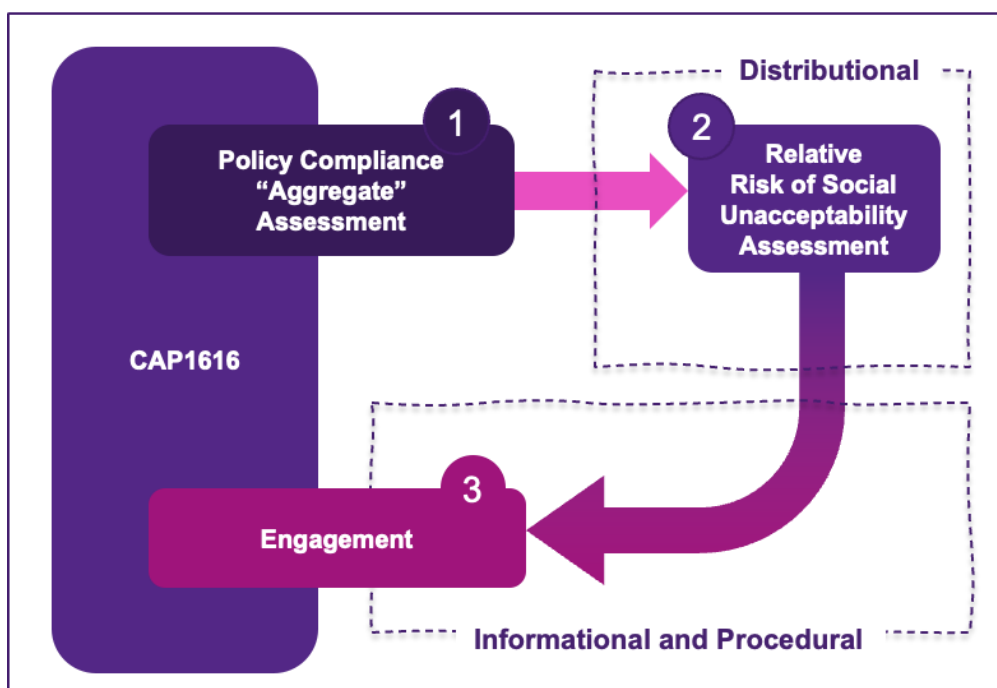 Distributional
1
Policy Compliance
“Aggregate”
Assessment
2
Relative
Risk of Social
Unacceptability
Assessment
CAP1616
3
Engagement
Informational and Procedural